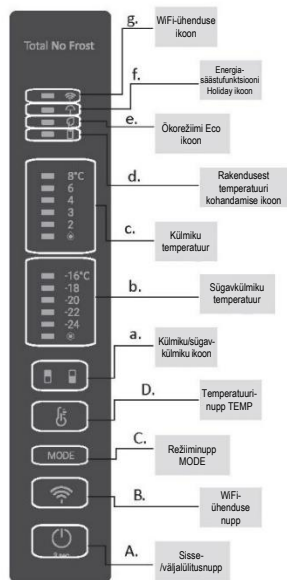 g.
WiFi-ühenduse
ikoon
Total No Frost
f.
Energia-
säästufunktsiooni
Holiday ikoon
e.
Ökorežiimi Eco
ikoon
d.
Rakendusest
temperatuuri
kohandamise ikoon
8°C
6
4
3
2
c.
Külmiku
temperatuur
-16°C
-18
-20
-22
-24
b.
Sügavkülmiku
temperatuur
a.
Külmiku/sügav-
külmiku ikoon
D.
Temperatuuri-
nupp TEMP
MODE
C.
Režiiminupp
MODE
B.
WiFi-
ühenduse
nupp
A.
Sisse-
/väljalülitusnupp